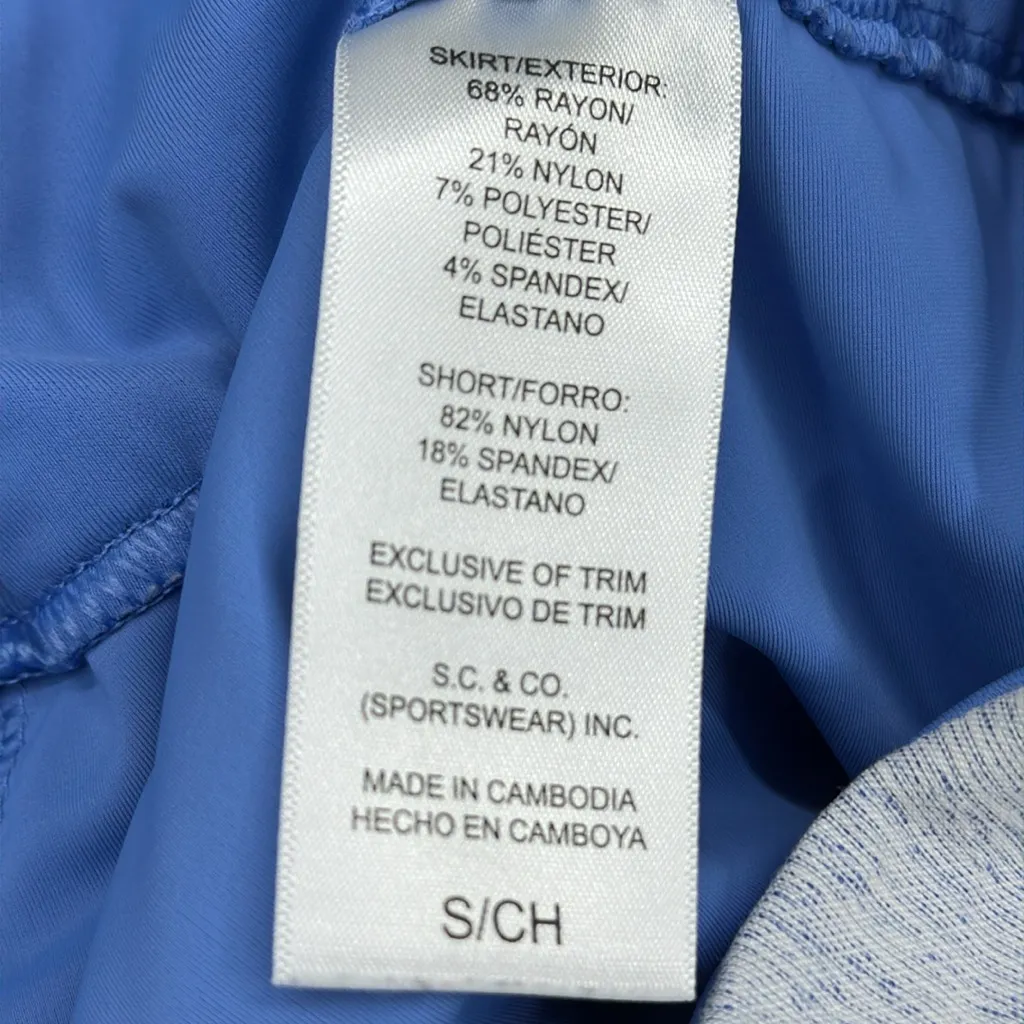 SKIRT/EXTERIOR:
68% RAYON/
RAYÓN
21% NYLON
7% POLYESTER/
POLIÉSTER
4% SPANDEX/
ELASTANO
SHORT/FORRO:
82% NYLON
18% SPANDEX/
ELASTANO
EXCLUSIVE OF TRIM
EXCLUSIVO DE TRIM
S.C. & CO.
(SPORTSWEAR) INC.
MADE IN CAMBODIA
HECHO EN CAMBOYA
S/CH